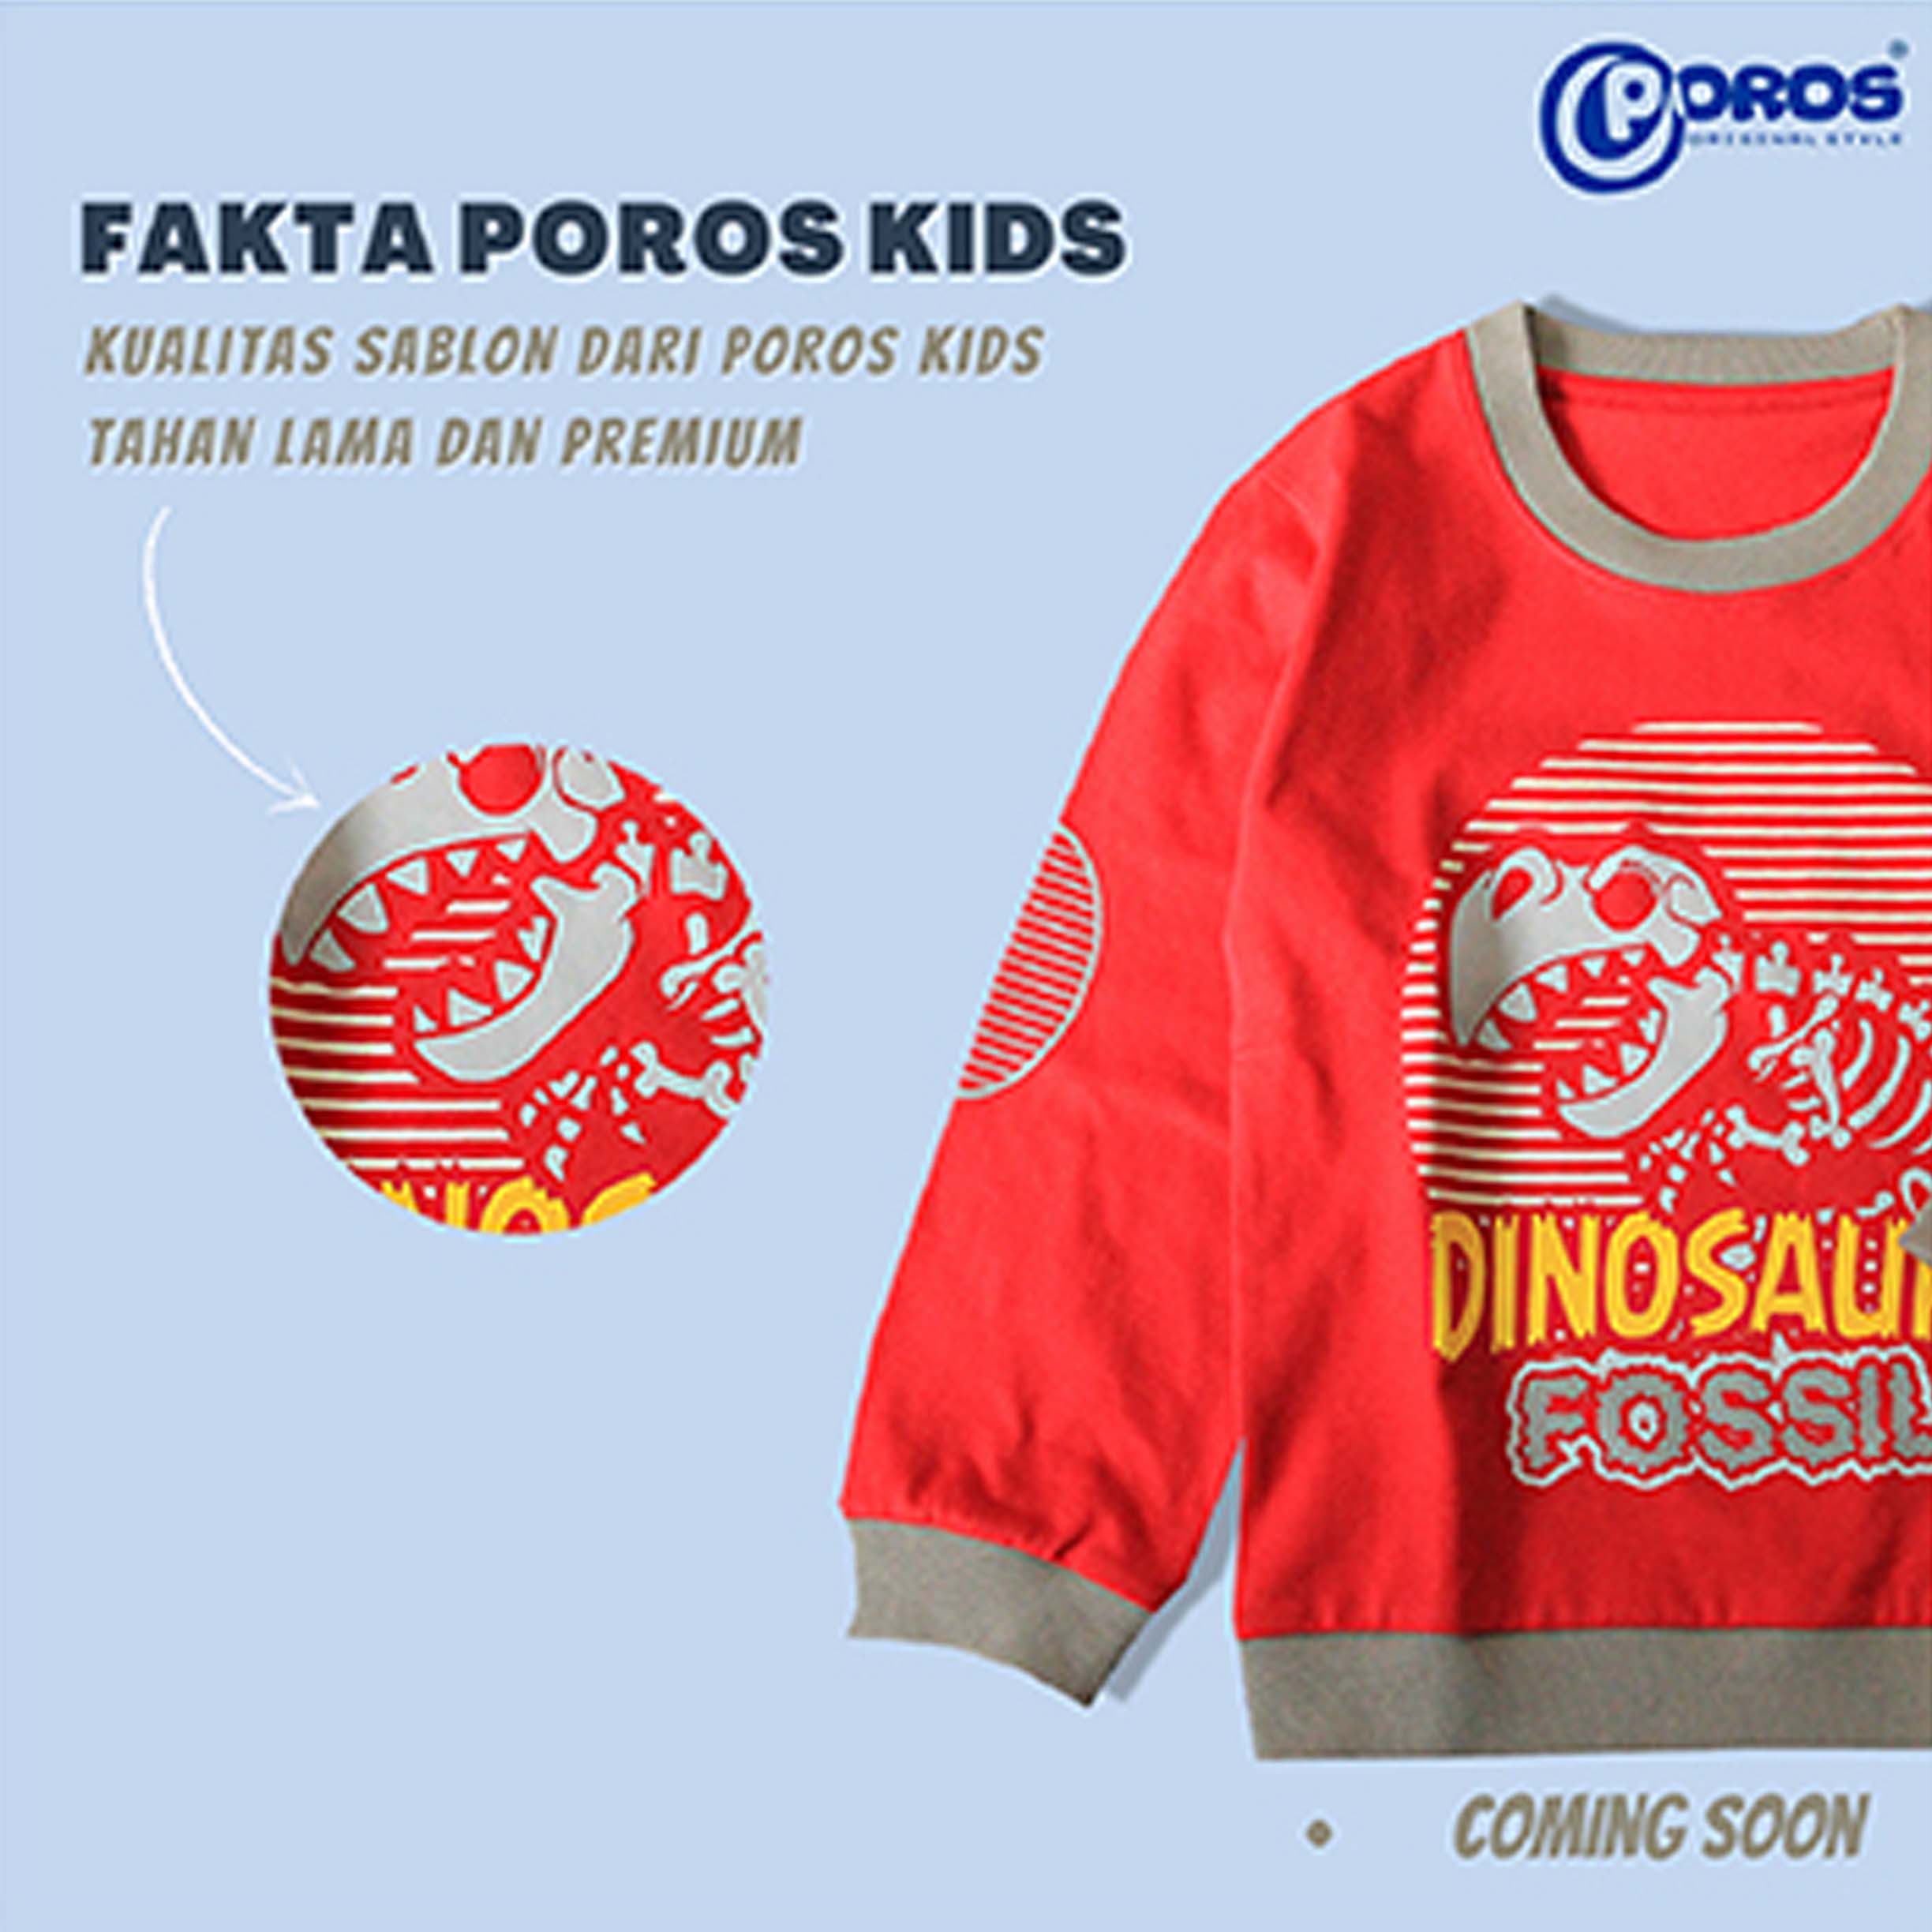 POROS
ORIGINAL STYLE
FAKTA POROS KIDS
KUALITAS SABLON DARI POROS KIDS
TAHAN LAMA DAN PREMIUM
DINOSAU
FOSSIL
COMING SOON